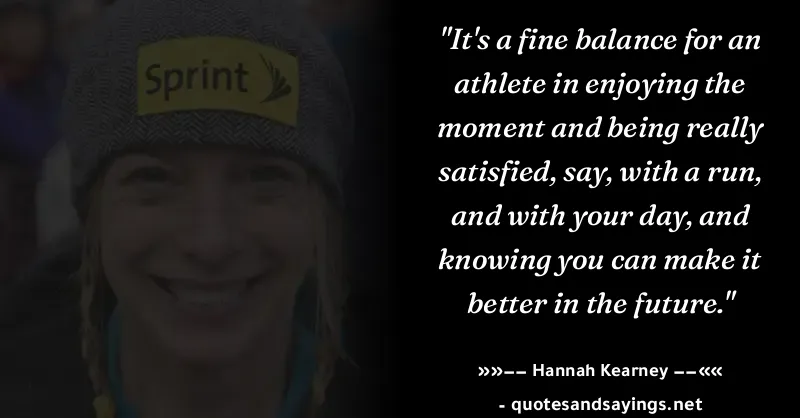 Sprint
"It's a fine balance for an
athlete in enjoying the
moment and being really
satisfied, say, with a run,
and with your day, and
knowing you can make it
better in the future."
»»−− Hannah Kearney −−««
- quotesandsayings.net